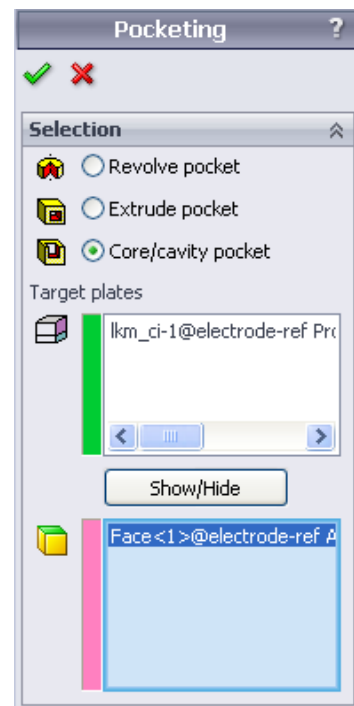 Pocketing ?
Selection
Revolve pocket
Extrude pocket
Core/cavity pocket
Target plates
lkm_ci-1@electrode-ref Pro
Show/Hide
Face<1>@electrode-ref A